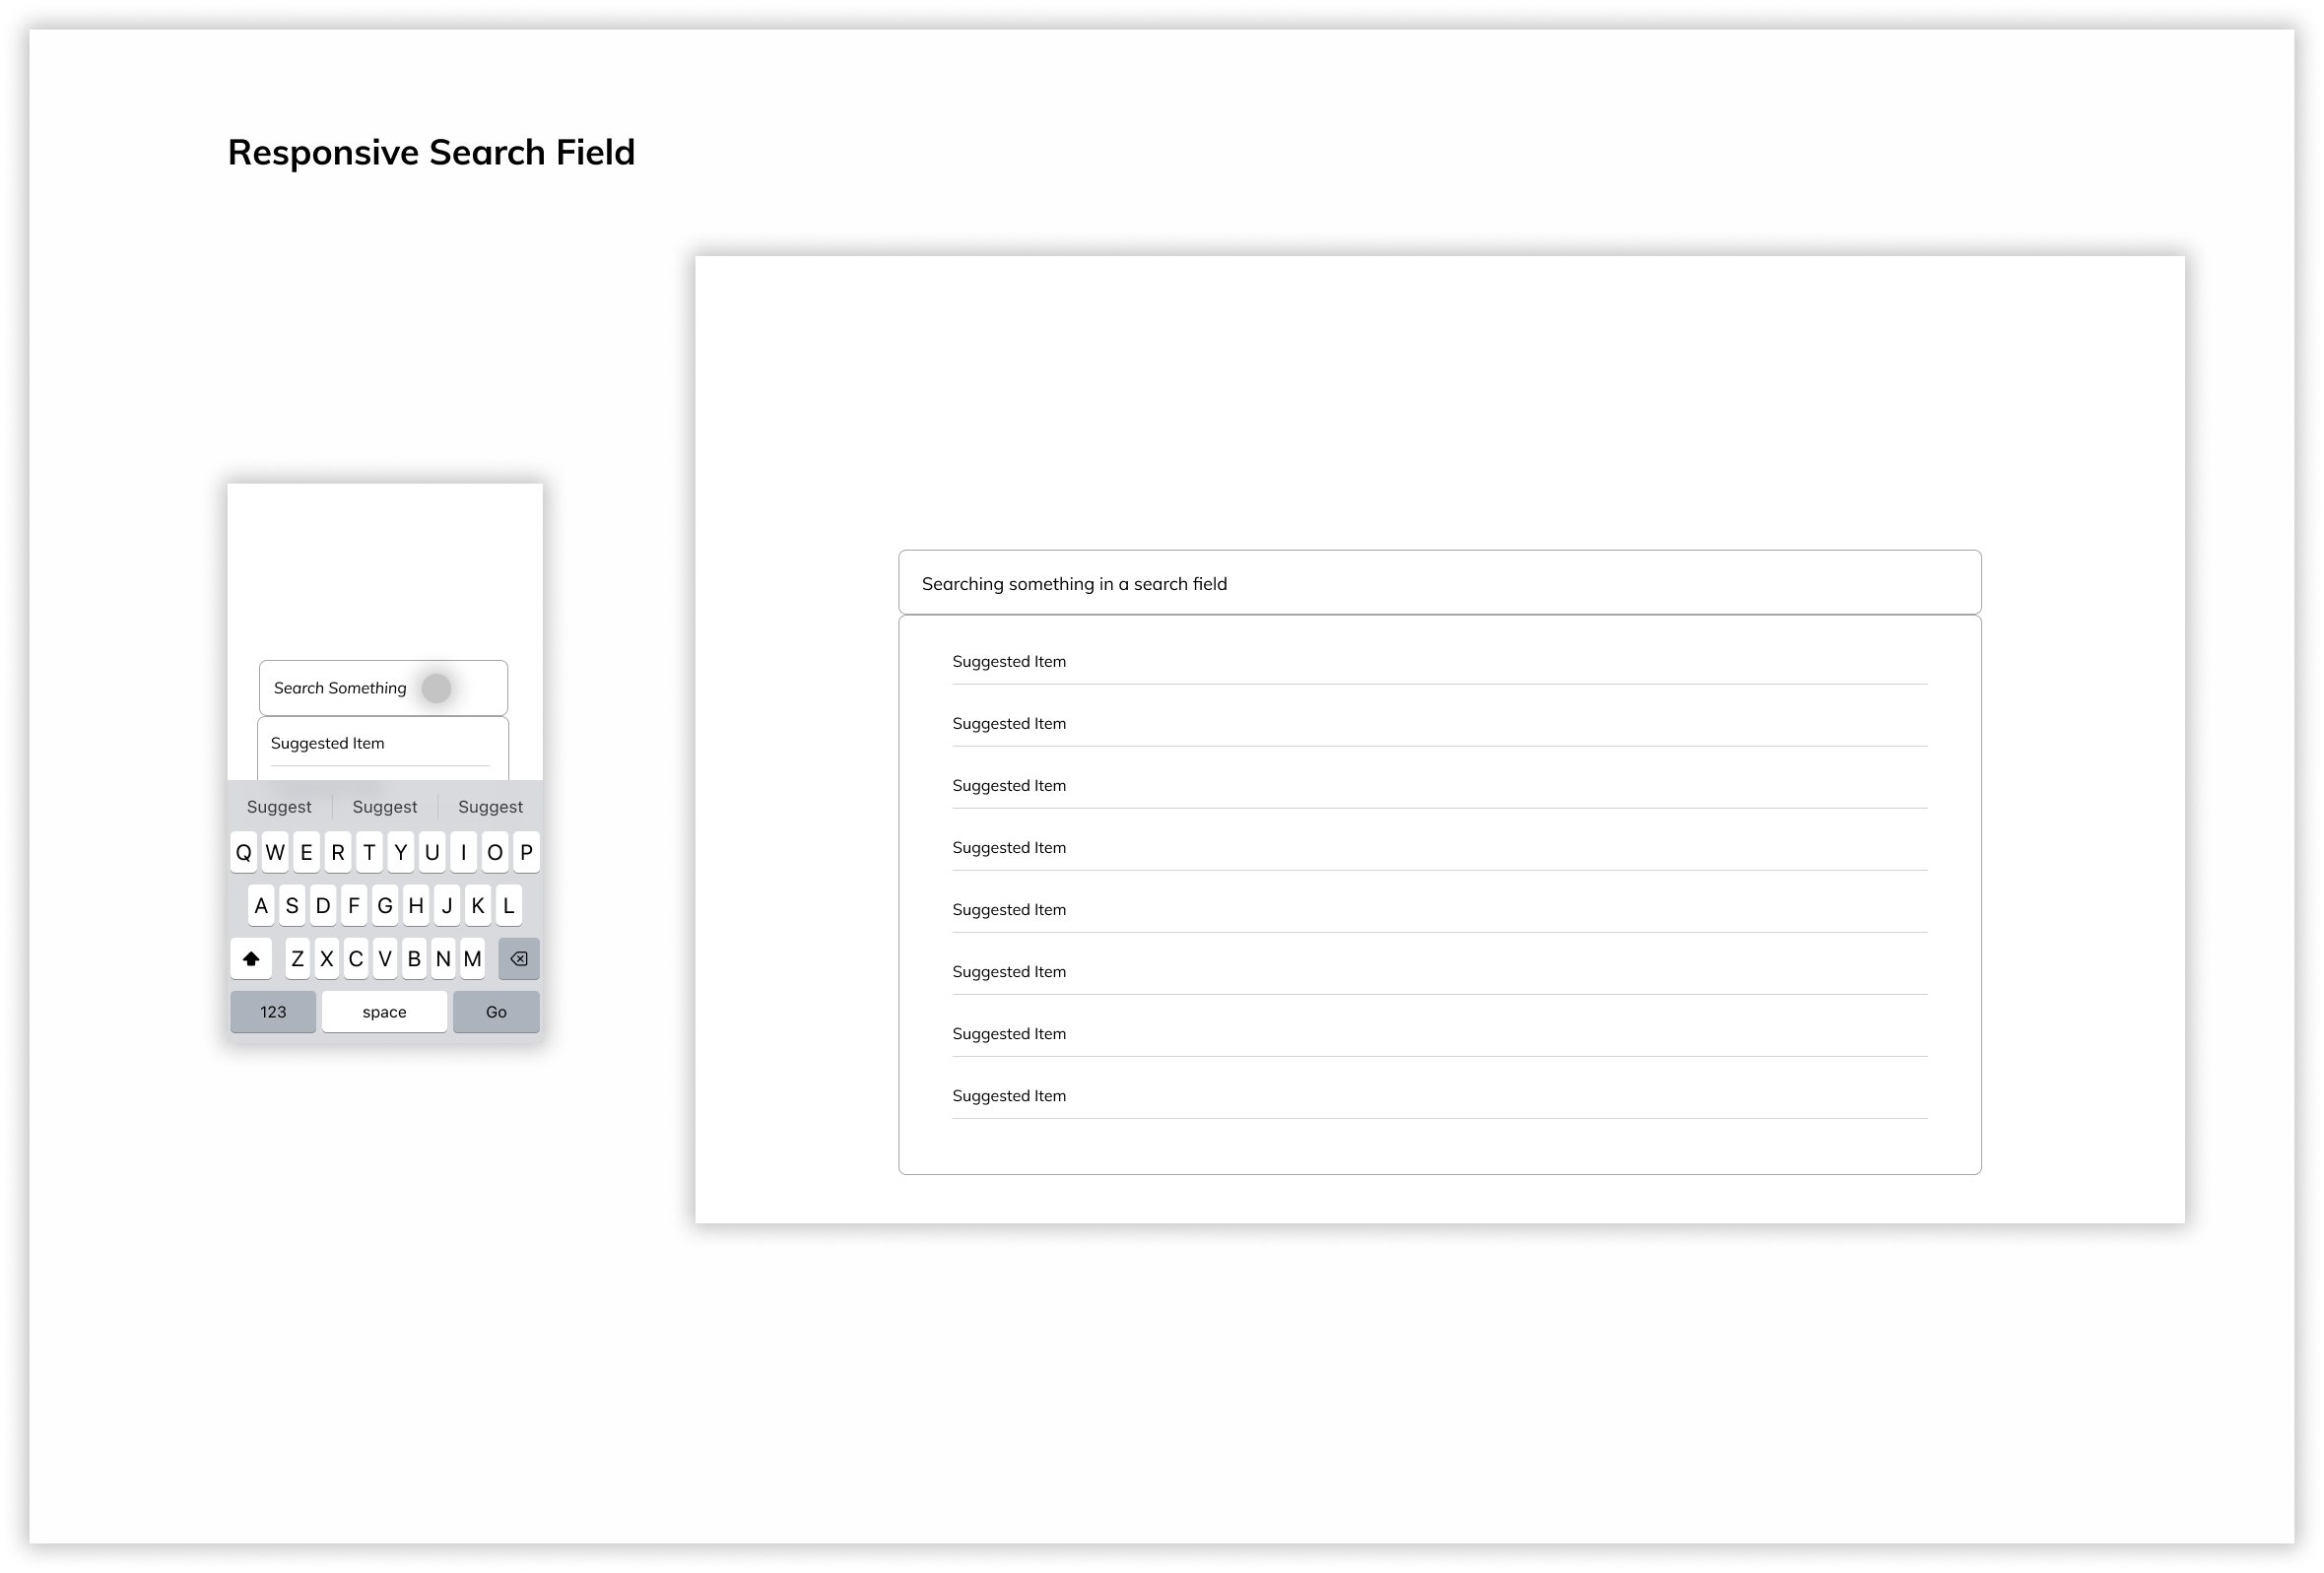 Responsive Search Field
Search Something
Suggested Item
Suggest Suggest Suggest
Q W E R T Y U I O P
A S D F G H J K L
Z X C V B N M
123 space Go
Searching something in a search field
Suggested Item
Suggested Item
Suggested Item
Suggested Item
Suggested Item
Suggested Item
Suggested Item
Suggested Item